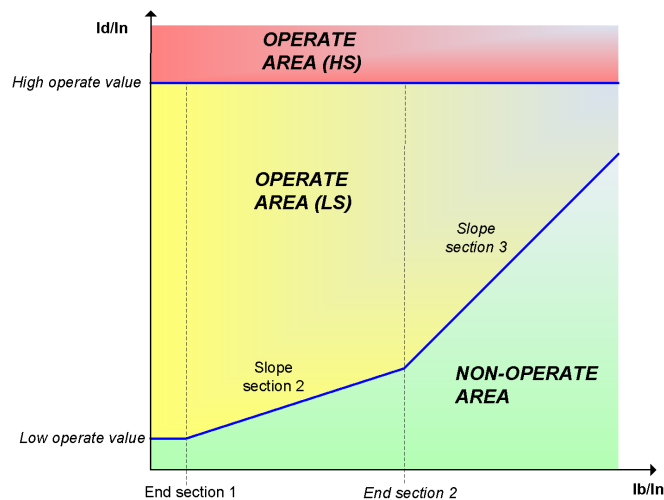 Id/In
OPERATE
AREA (HS)
High operate value
OPERATE
AREA (LS)
Slope
section 3
Slope
section 2
NON-OPERATE
AREA
Low operate value
End section 1
End section 2
Ib/In